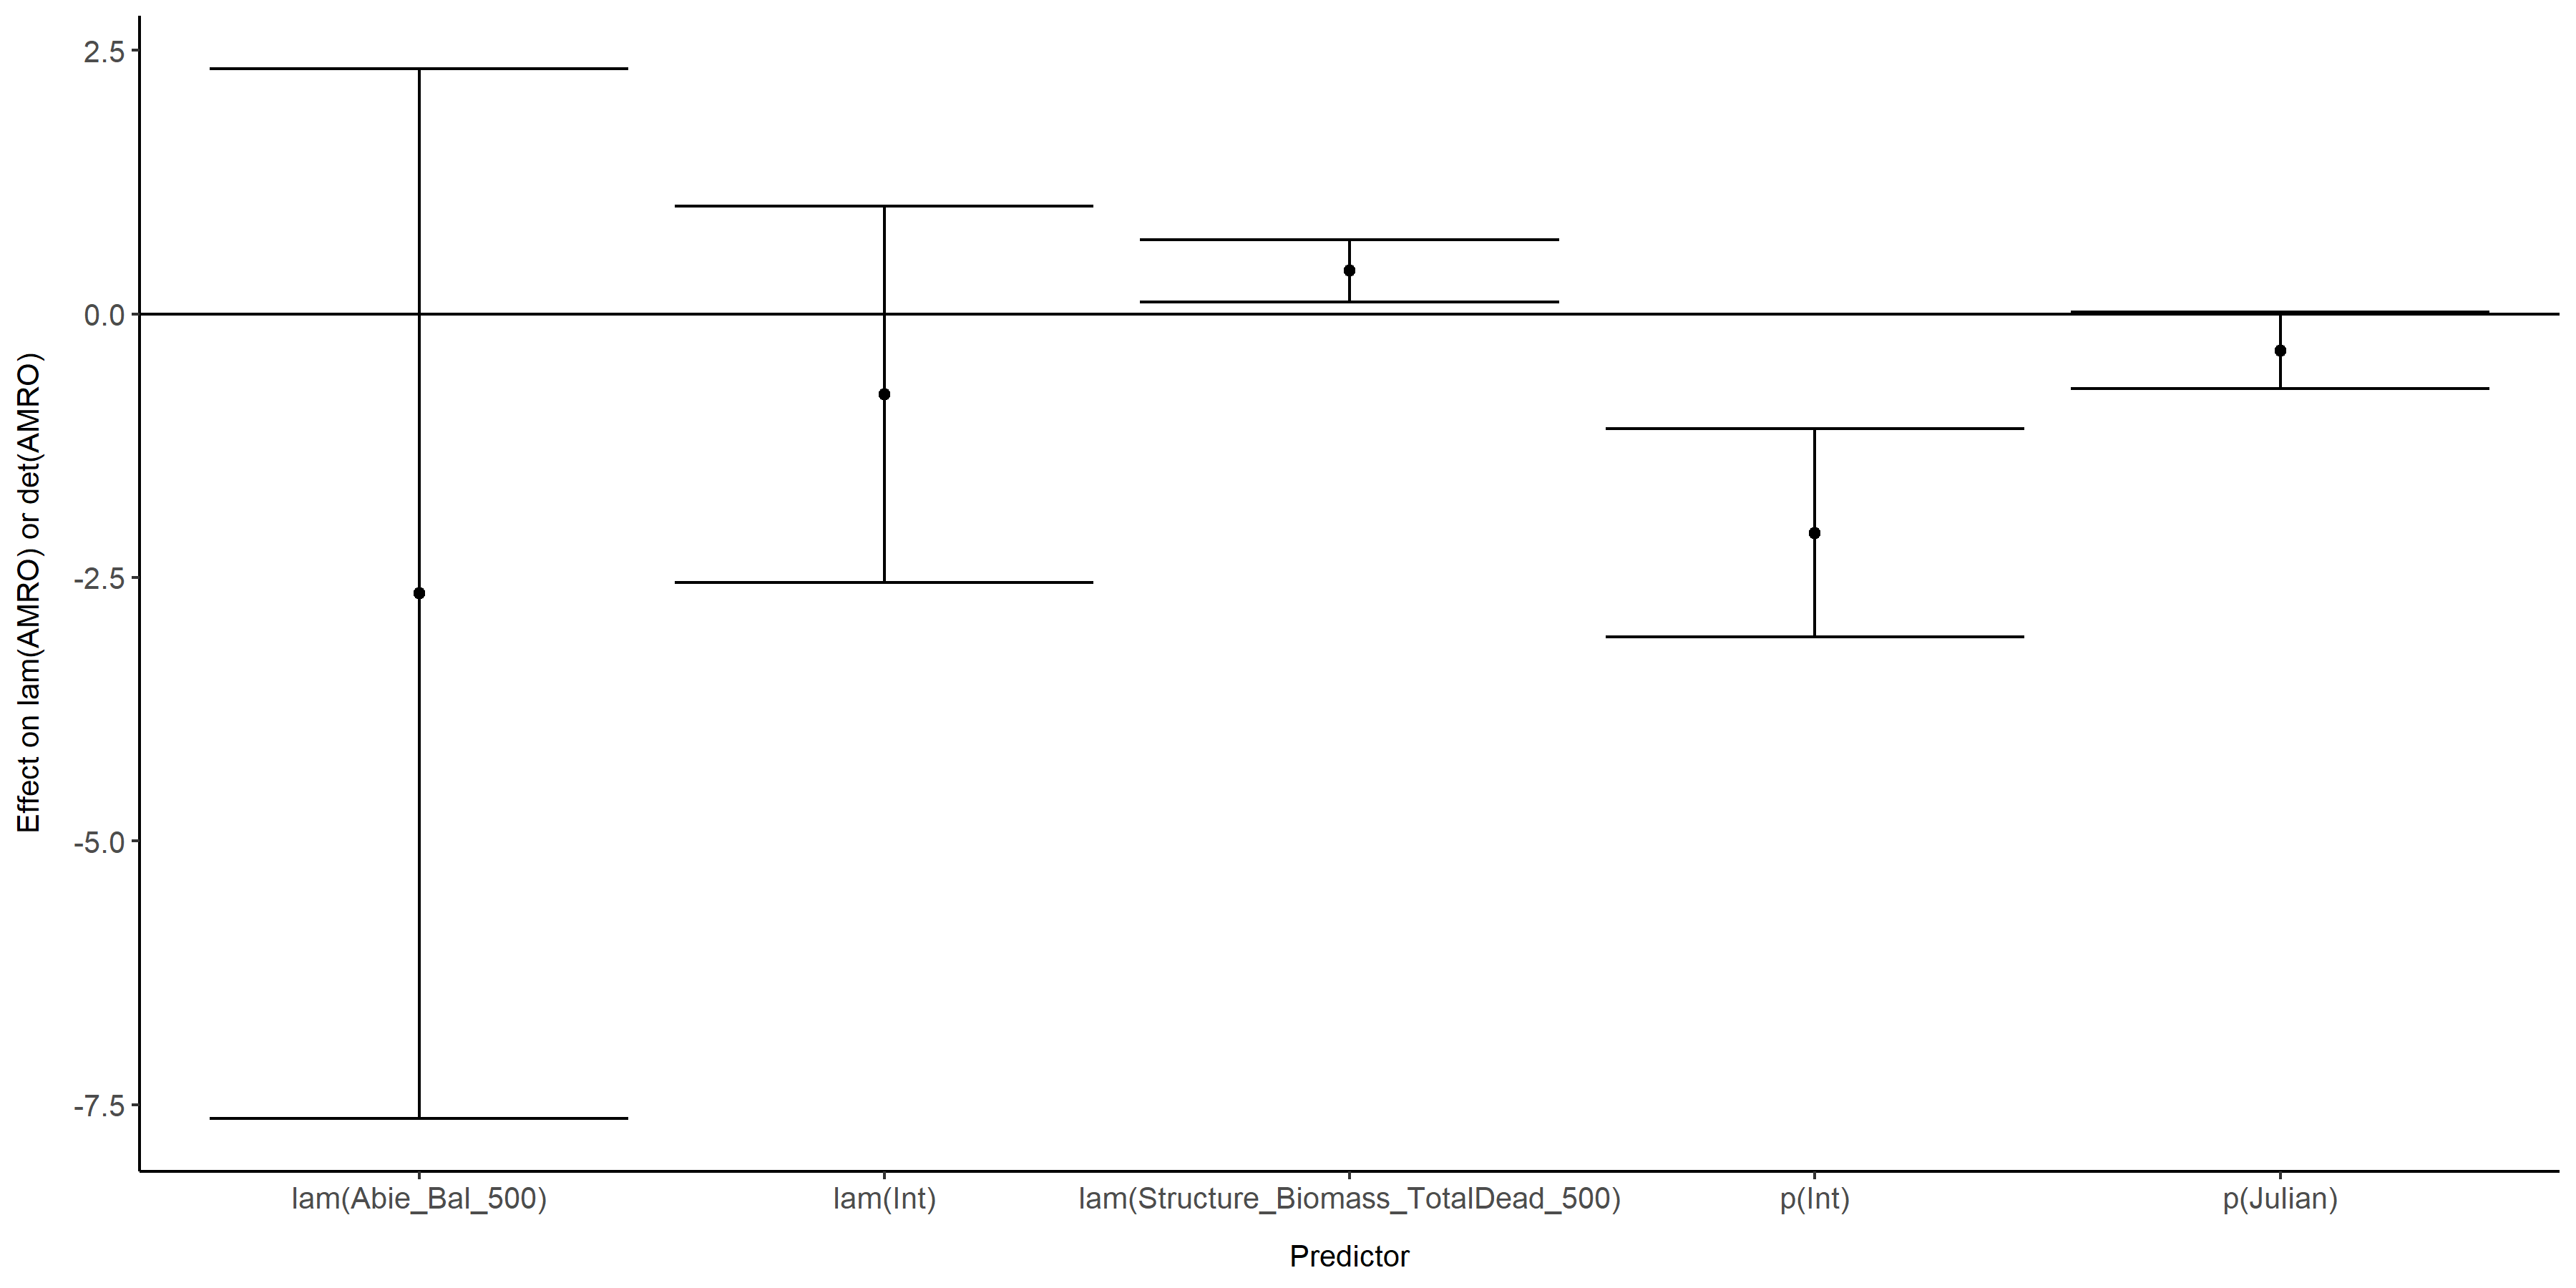 2.5
0.0
-2.5
-5.0
-7.5
Effect on lam(AMRO) or det(AMRO)
lam(Abie_Bal_500) lam(Int) lam(Structure_Biomass_TotalDead_500) p(Int) p(Julian)
Predictor